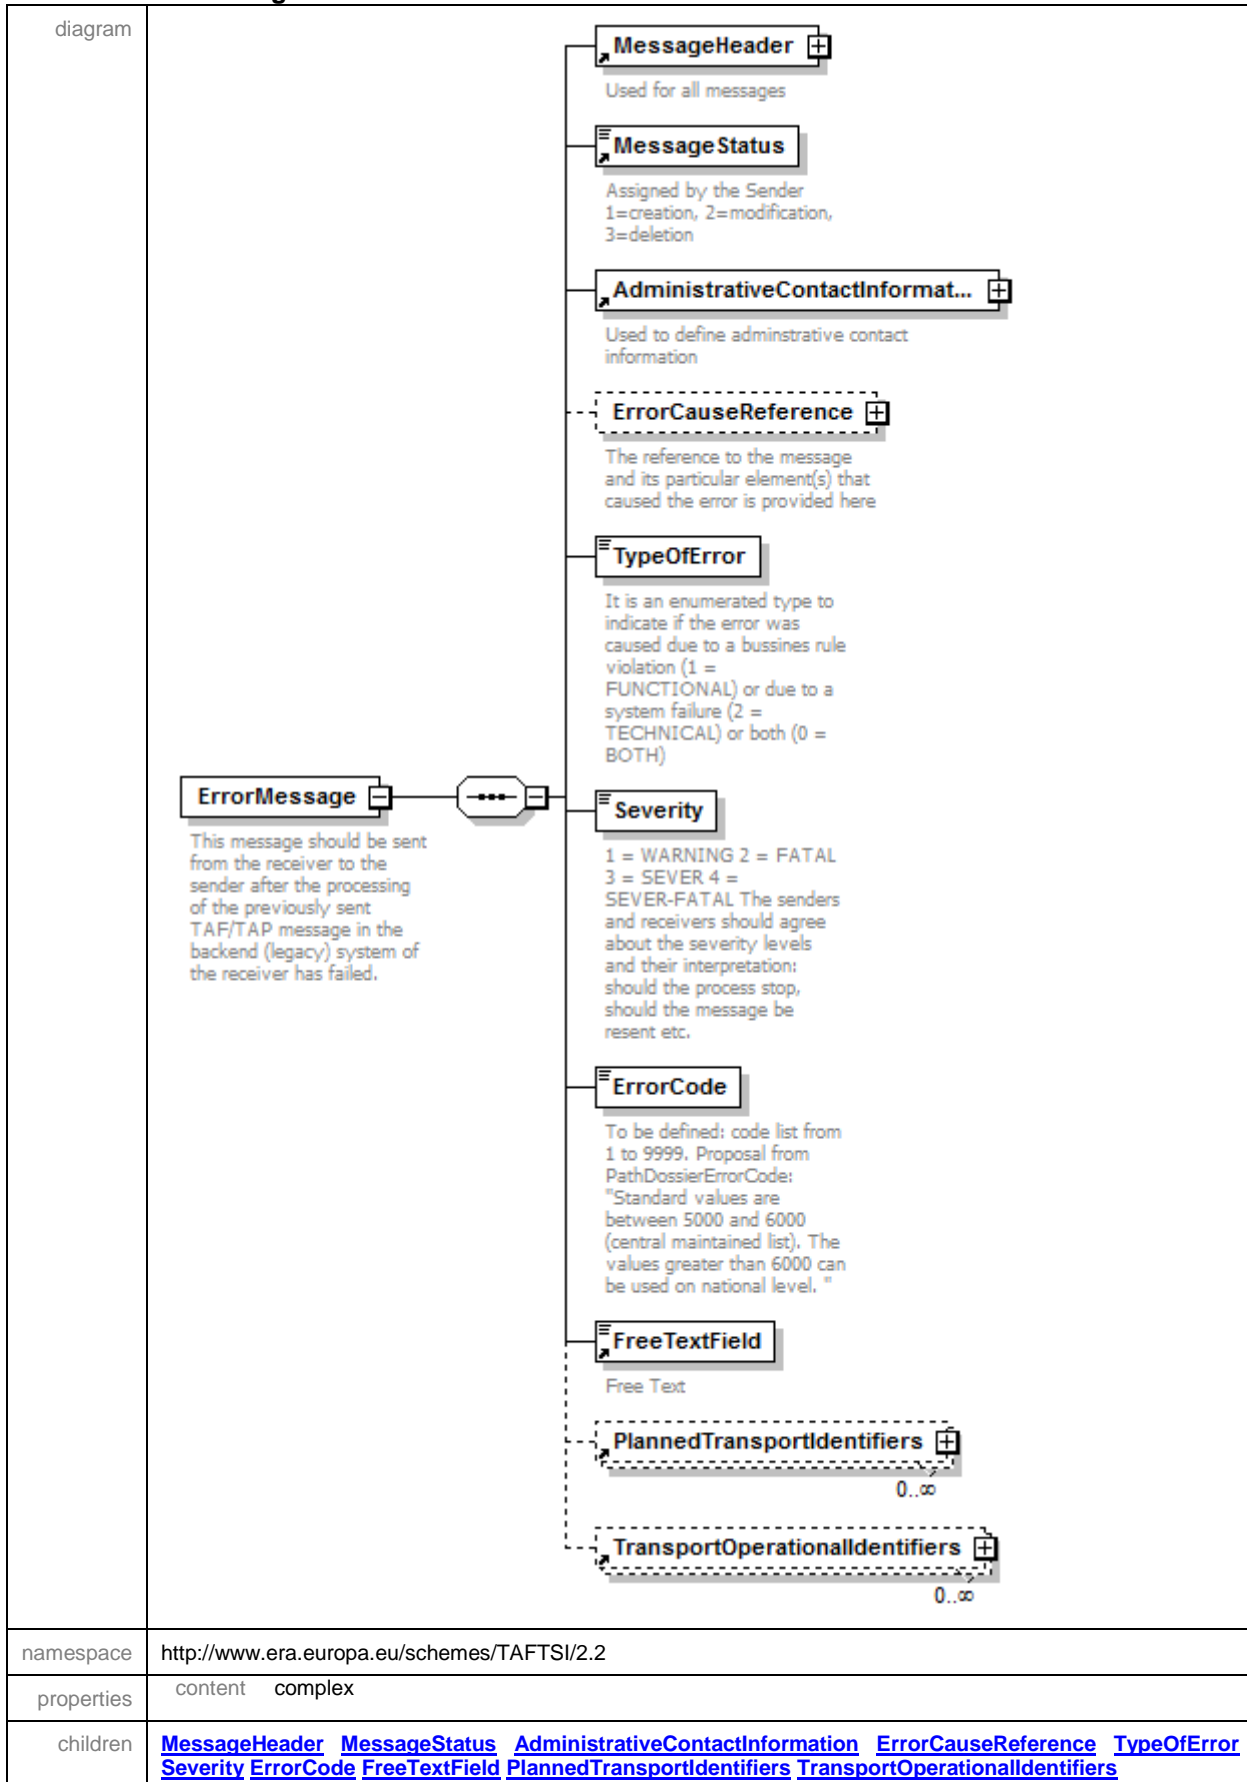 diagram
MessageHeader
Used for all messages
MessageStatus
Assigned by the Sender
1=creation, 2=modification,
3=deletion
AdministrativeContactInformat...
Used to define adminstrative contact
information
ErrorCauseReference
The reference to the message
and its particular element(s) that
caused the error is provided here
TypeOfError
It is an enumerated type to
indicate if the error was
caused due to a bussines rule
violation (1 =
FUNCTIONAL) or due to a
system failure (2 =
TECHNICAL) or both (0 =
BOTH)
ErrorMessage
This message should be sent
from the receiver to the
sender after the processing
of the previously sent
TAF/TAP message in the
backend (legacy) system of
the receiver has failed.
Severity
1 = WARNING 2 = FATAL
3 = SEVER 4 =
SEVER-FATAL The senders
and receivers should agree
about the severity levels
and their interpretation:
should the process stop,
should the message be
resent etc.
ErrorCode
To be defined: code list from
1 to 9999. Proposal from
PathDossierErrorCode:
"Standard values are
between 5000 and 6000
(central maintained list). The
values greater than 6000 can
be used on national level. "
FreeTextField
Free Text
PlannedTransportIdentifiers
0..∞
TransportOperationalIdentifiers
0..∞
namespace http://www.era.europa.eu/schemes/TAFTSI/2.2
properties content complex
children MessageHeader MessageStatus AdministrativeContactInformation ErrorCauseReference TypeOfError
Severity ErrorCode FreeTextField PlannedTransportIdentifiers TransportOperationalIdentifiers